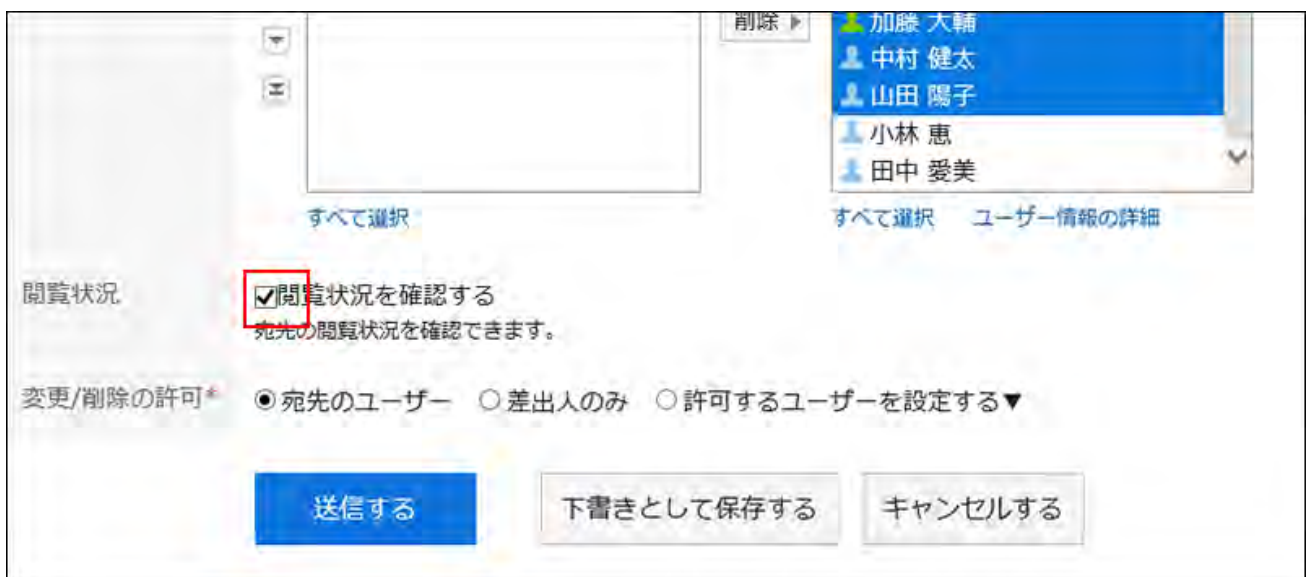 削除
加藤 大輔
中村 健太
山田 陽子
小林 恵
田中 愛美
すべて選択
すべて選択 ユーザー情報の詳細
閲覧状況 閲覧状況を確認する
宛先の閲覧状況を確認できます。
変更/削除の許可* 宛先のユーザー 差出人のみ 許可するユーザーを設定する▼
送信する 下書きとして保存する キャンセルする